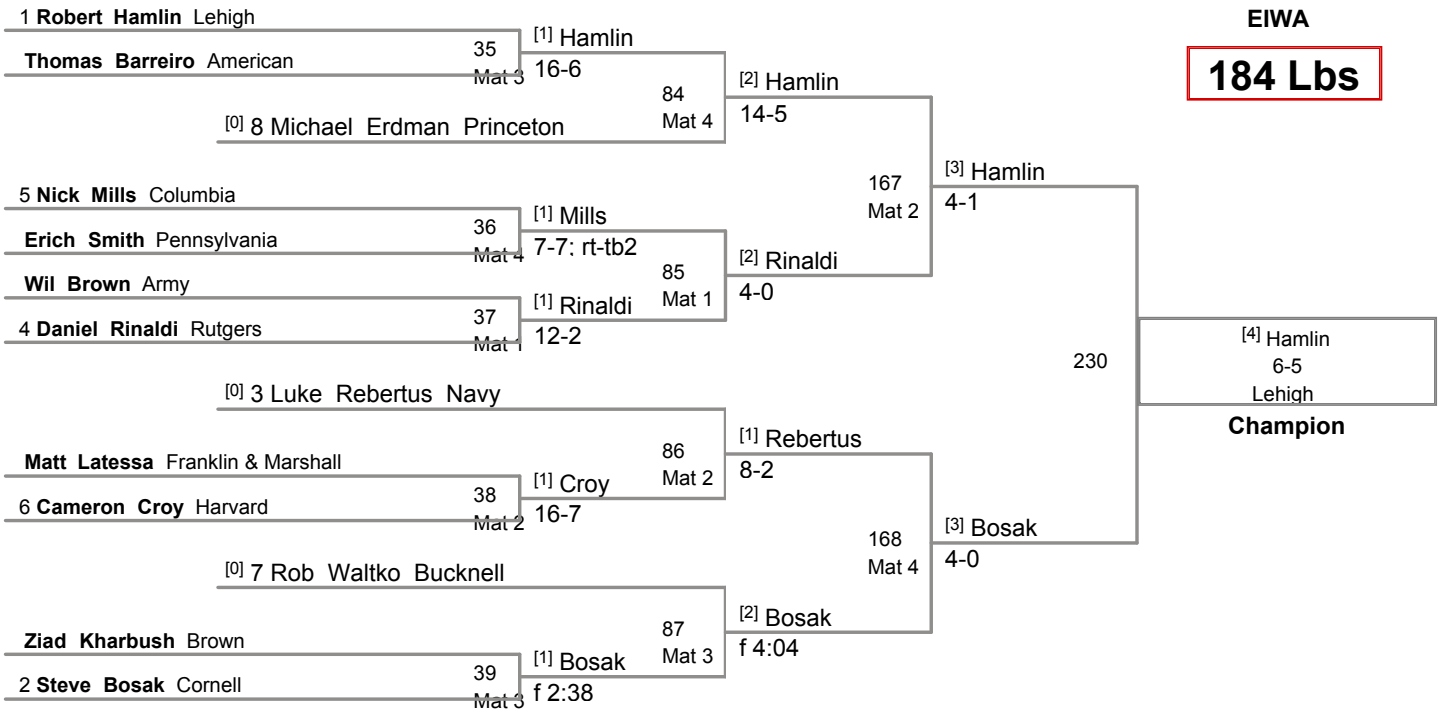 1 Robert Hamlin Lehigh
EIWA
[1] Hamlin
35
Thomas Barreiro American
Mat 3
16-6
184 Lbs
[2] Hamlin
84
14-5
Mat 4
[0] 8 Michael Erdman Princeton
[3] Hamlin
167
4-1
Mat 2
5 Nick Mills Columbia
[1] Mills
36
Erich Smith Pennsylvania
Mat 4
7-7; rt-tb2
[2] Rinaldi
85
4-0
Mat 1
Wil Brown Army
[1] Rinaldi
37
4 Daniel Rinaldi Rutgers
Mat 1
12-2
230
[4] Hamlin
6-5
Lehigh
Champion
[0] 3 Luke Rebertus Navy
[1] Rebertus
86
8-2
Mat 2
Matt Latessa Franklin & Marshall
[1] Croy
38
6 Cameron Croy Harvard
Mat 2
16-7
[3] Bosak
168
4-0
Mat 4
[0] 7 Rob Waltko Bucknell
[2] Bosak
87
f 4:04
Mat 3
Ziad Kharbush Brown
[1] Bosak
39
2 Steve Bosak Cornell
Mat 3
f 2:38